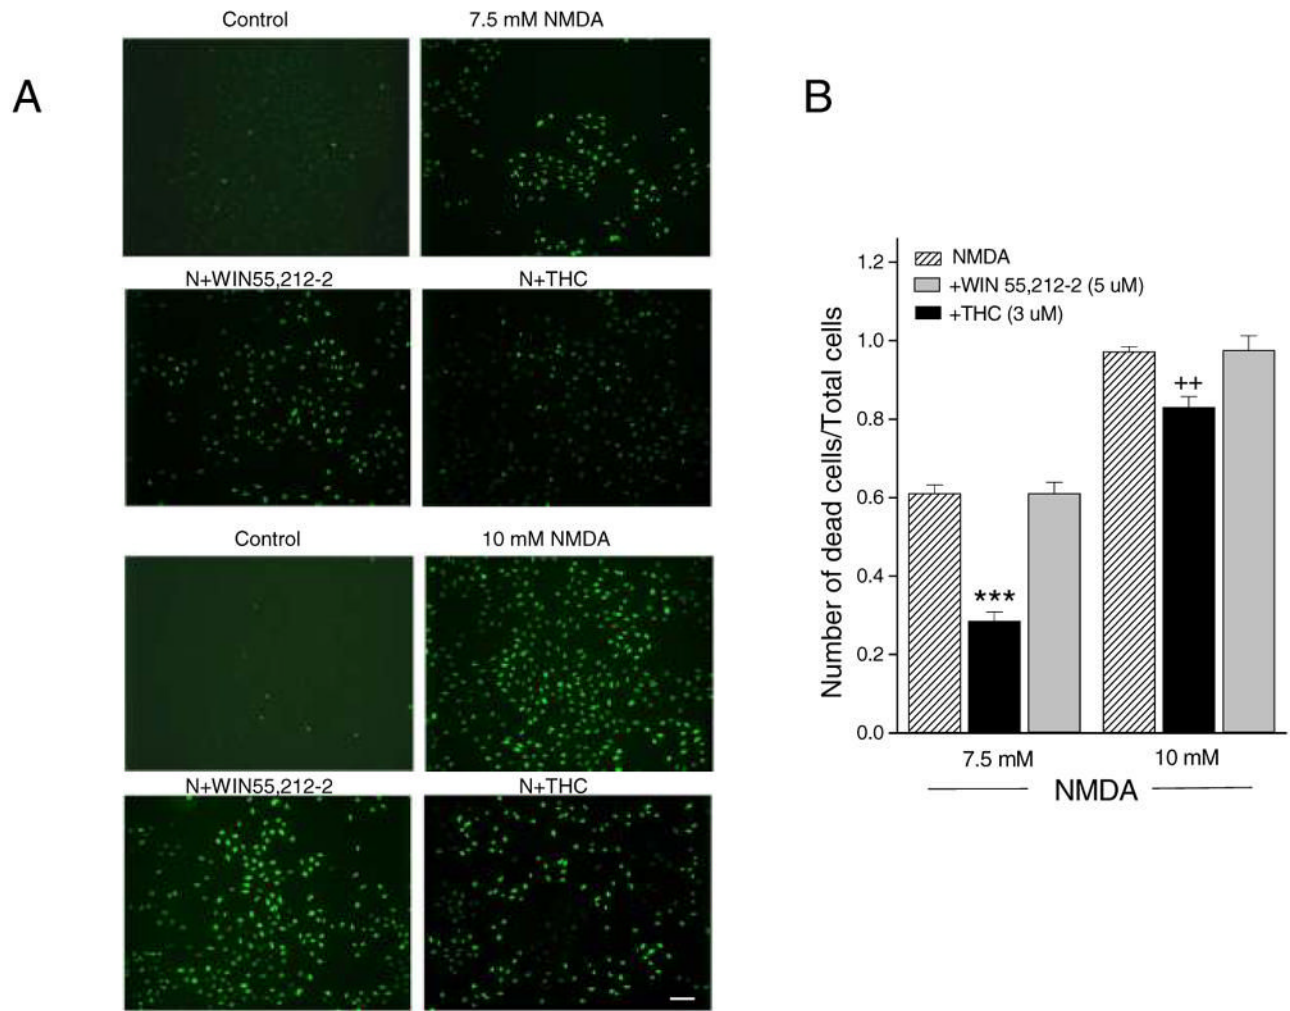 A
Control
7.5 mM NMDA
N+WIN55,212-2
N+THC
Control
10 mM NMDA
N+WIN55,212-2
N+THC
B
Number of dead cells/Total cells
1.2
1.0
0.8
0.6
0.4
0.2
0.0
NMDA
+WIN 55,212-2 (5 uM)
+THC (3 uM)
***
++
7.5 mM
10 mM
NMDA